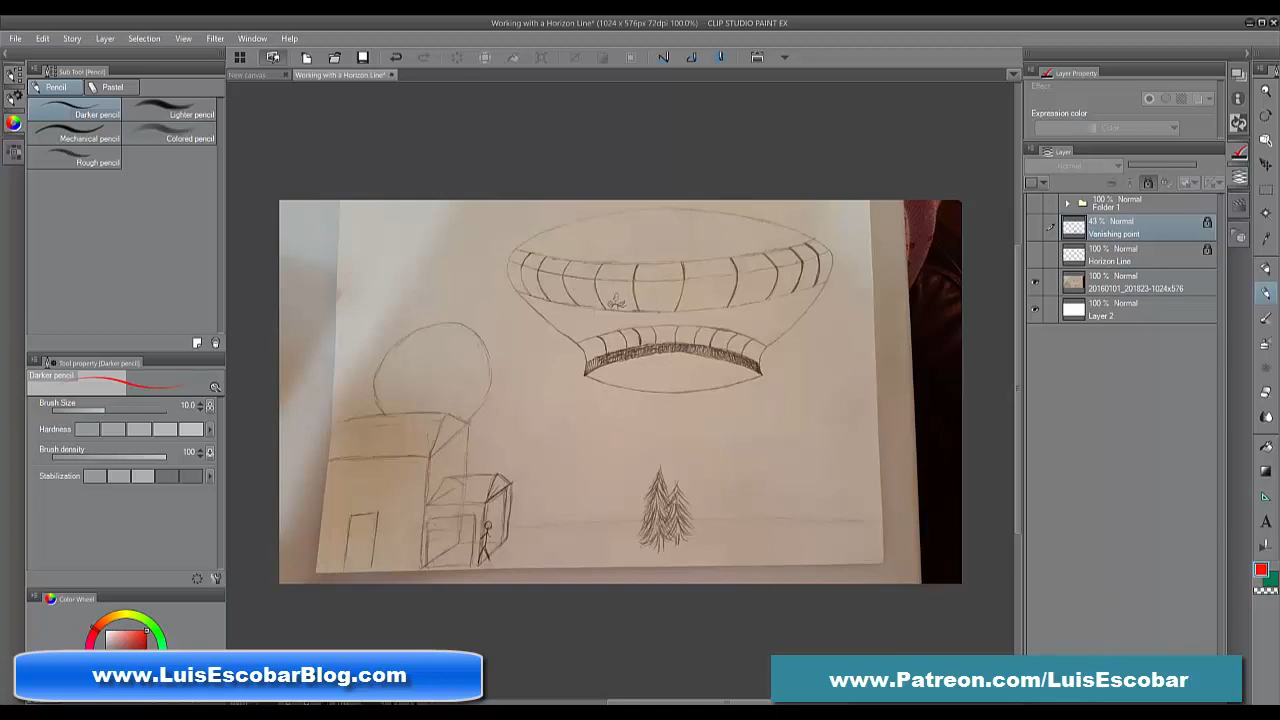 Working with a Horizon Line* (1024 x 576px 72dpi 100.0%) - CLIP STUDIO PAINT EX
File Edit Story Layer Selection View Filter Window Help
Sub Tool [Pencil]
New canvas
Working with a Horizon Line*
Layer Property
Pencil
Pastel
Effect
Darker pencil
Lighter pencil
Expression color
Color
Mechanical pencil
Colored pencil
Layer
Rough pencil
Normal
100 % Normal
Folder 1
43 % Normal
Vanishing point
100 % Normal
Horizon Line
100 % Normal
20160101_201823-1024x576
100 % Normal
Layer 2
Tool property [Darker pencil]
Darker pencil
Brush Size
10.0
Hardness
Brush density
100
Stabilization
A
Color Wheel
www.LuisEscobarBlog.com
www.Patreon.com/LuisEscobar